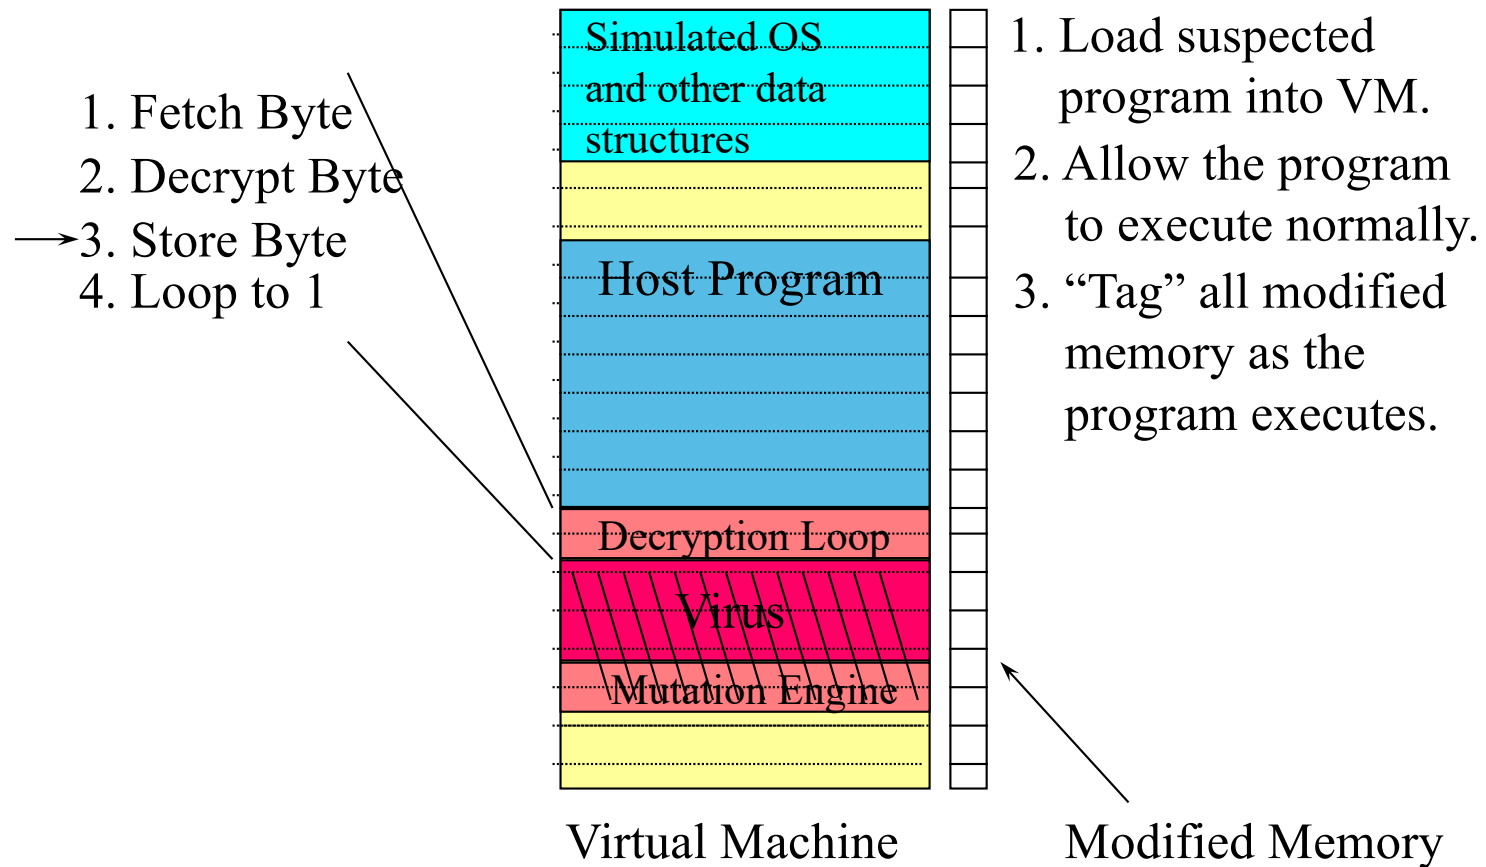 1. Fetch Byte
2. Decrypt Byte
3. Store Byte
4. Loop to 1
Simulated OS
and other data
structures
Host Program
Decryption Loop
Virus
Mutation Engine
Virtual Machine
1. Load suspected
program into VM.
2. Allow the program
to execute normally.
3. “Tag” all modified
memory as the
program executes.
Modified Memory